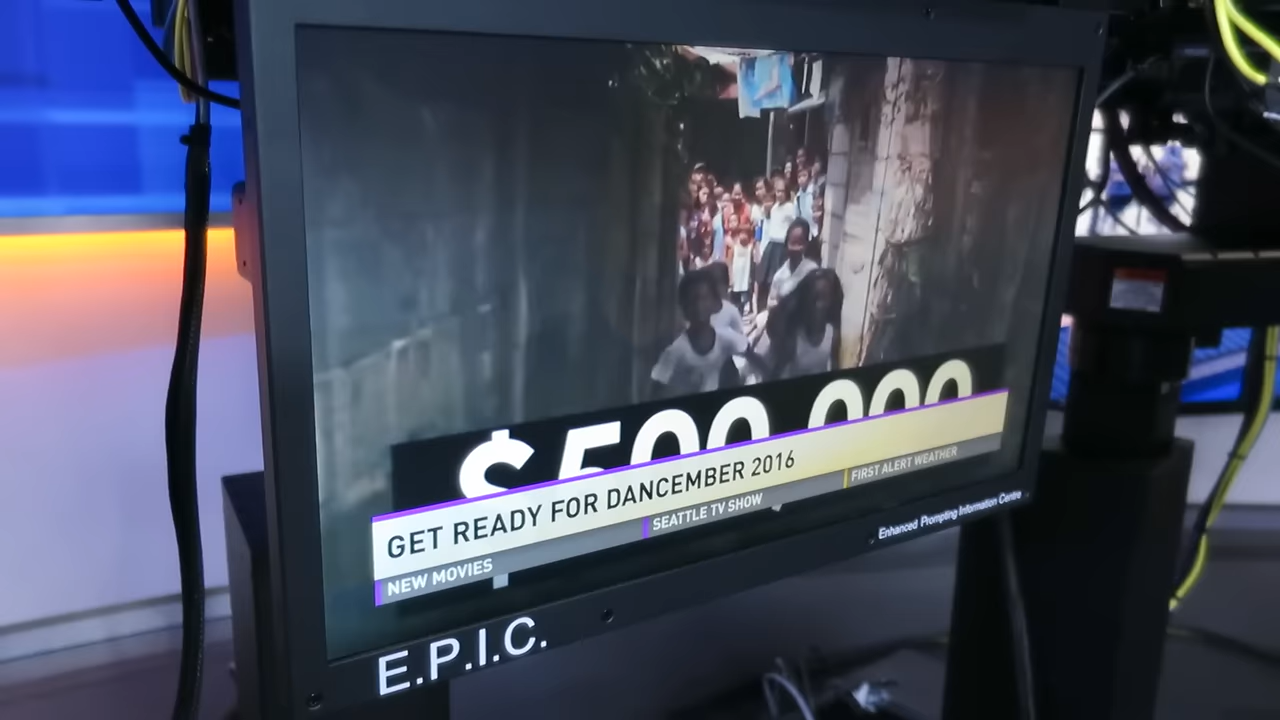 $500,000
GET READY FOR DANCEMBER 2016
NEW MOVIES
SEATTLE TV SHOW
FIRST ALERT WEATHER
Enhanced Prompting Information Centre
E.P.I.C.